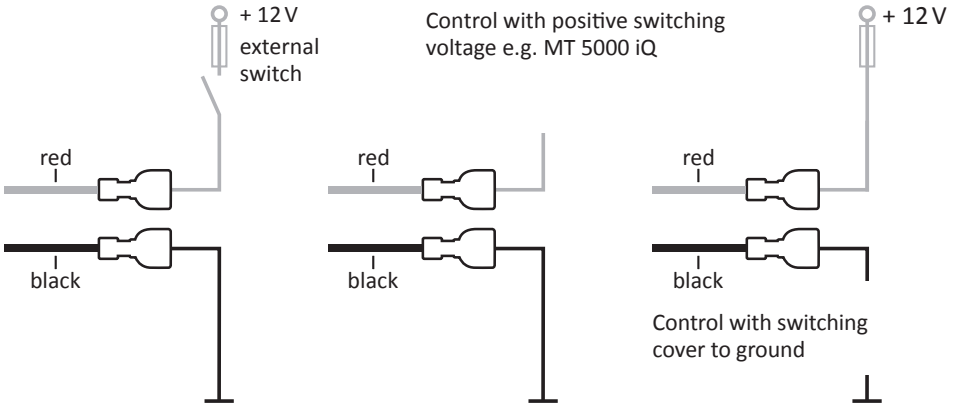 + 12 V
external
switch
red
black
Control with positive switching
voltage e.g. MT 5000 iQ
red
black
+ 12 V
red
black
Control with switching
cover to ground